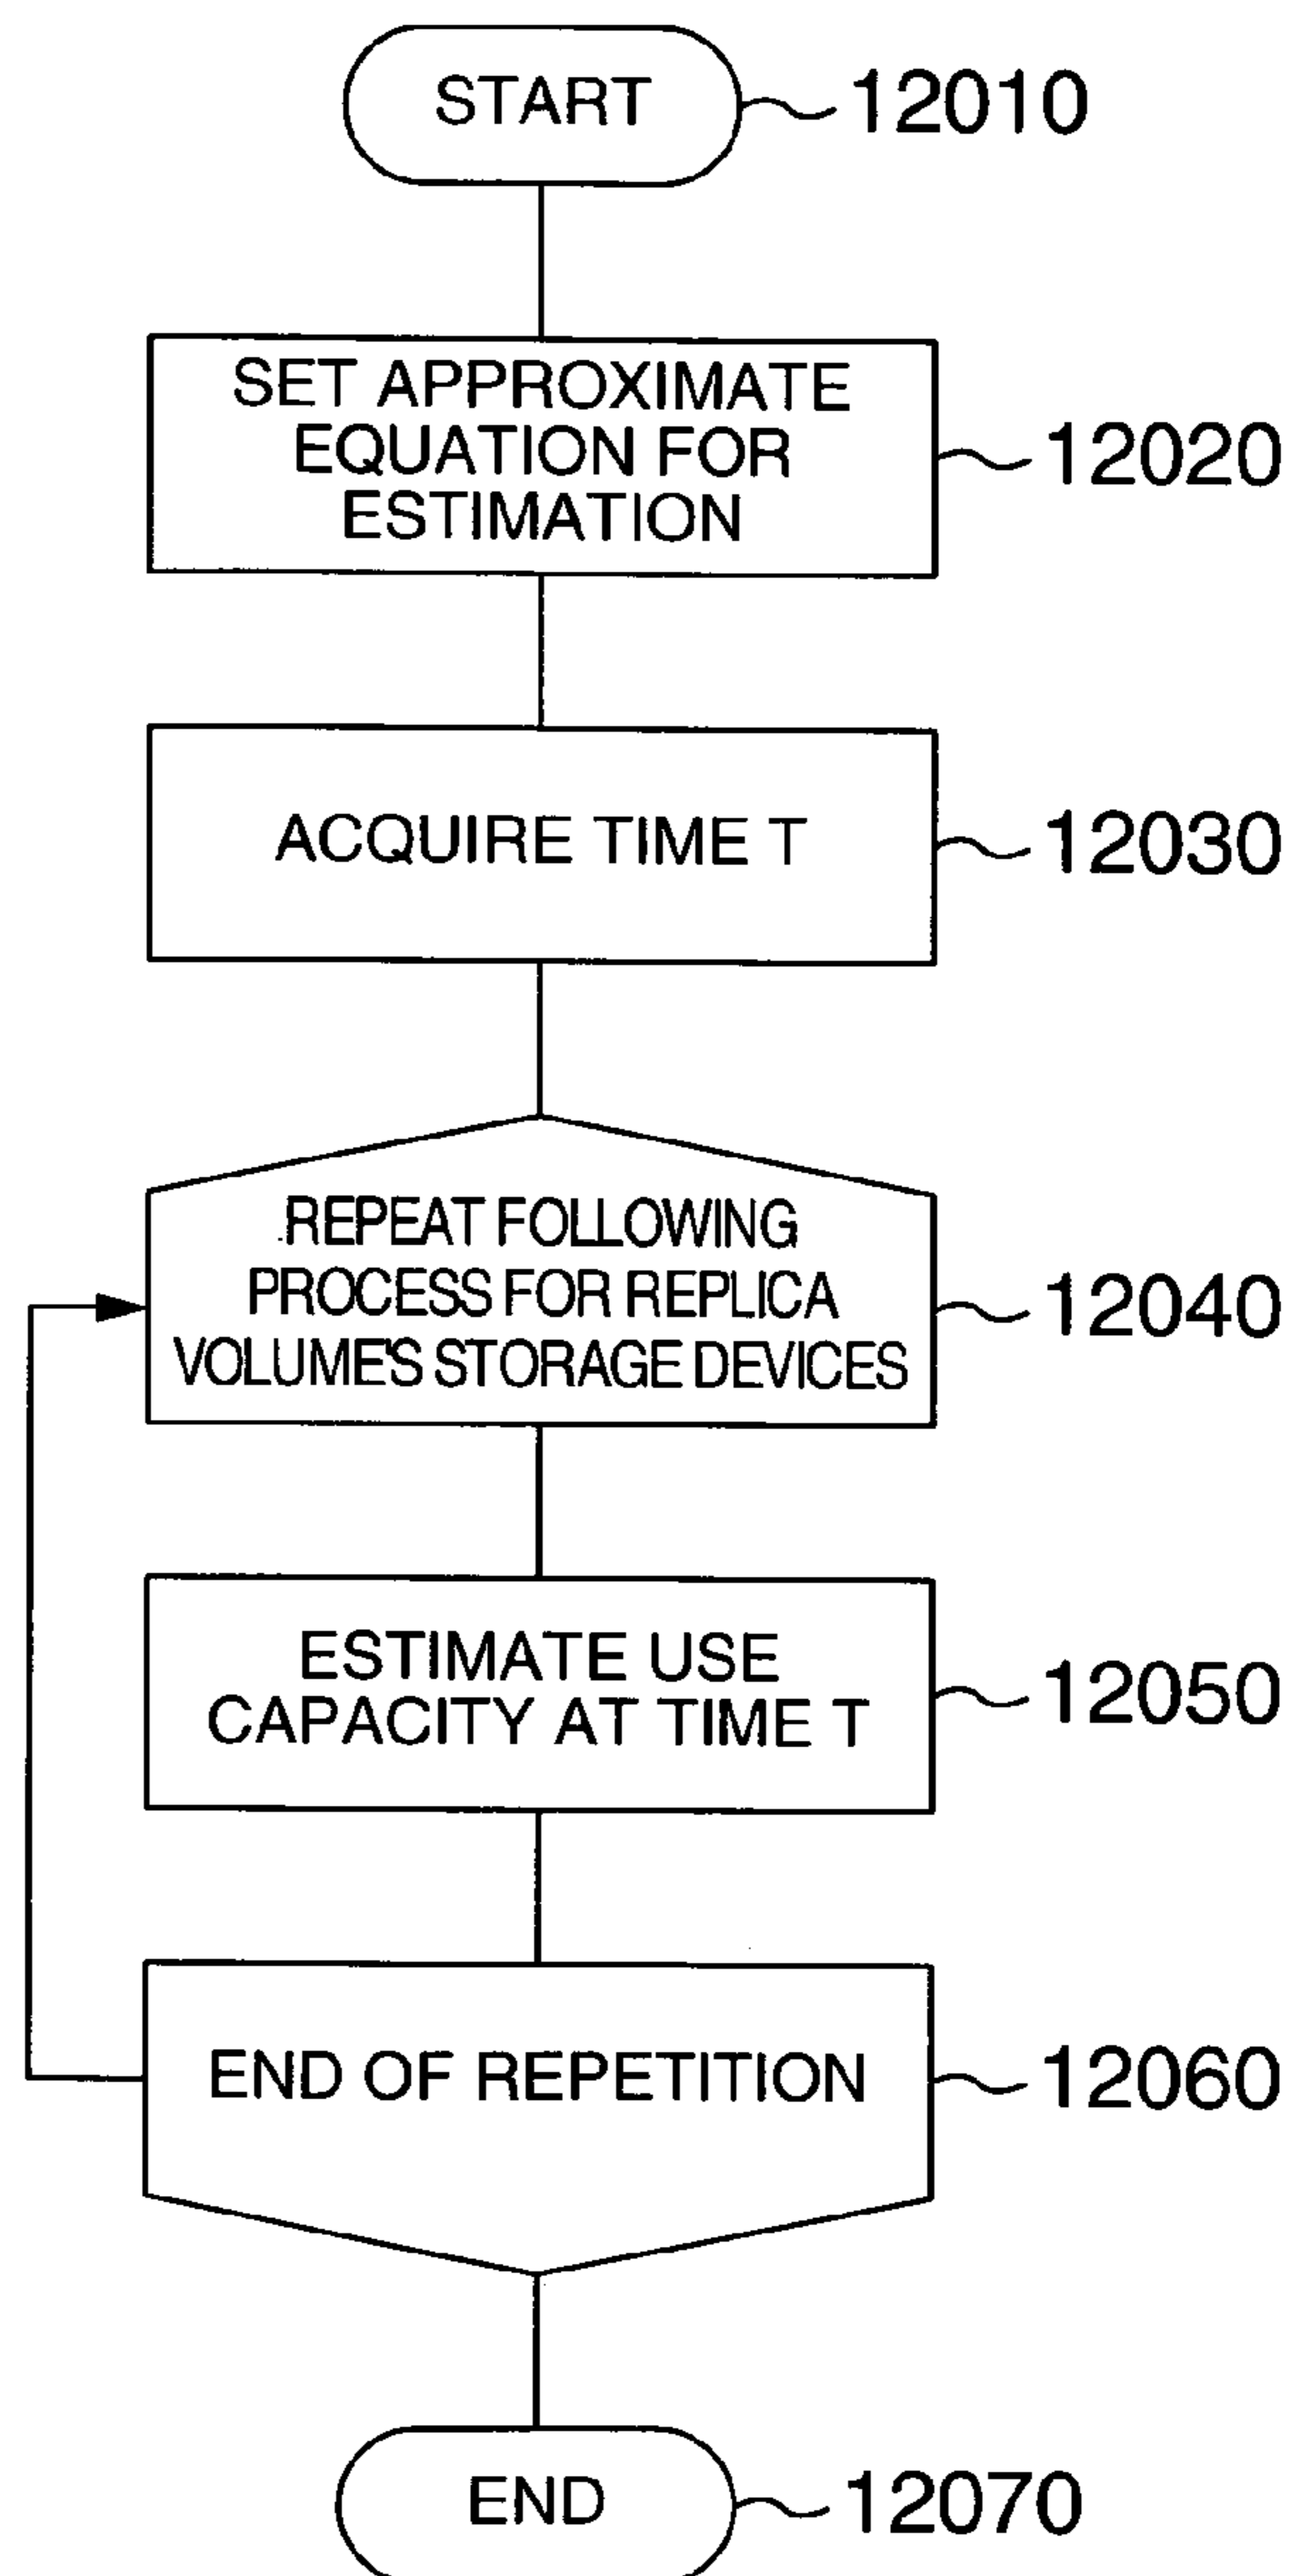 START
12010
SET APPROXIMATE
EQUATION FOR
ESTIMATION
12020
ACQUIRE TIME T
12030
REPEAT FOLLOWING
PROCESS FOR REPLICA
VOLUME'S STORAGE DEVICES
12040
ESTIMATE USE
CAPACITY AT TIME T
12050
END OF REPETITION
12060
END
12070